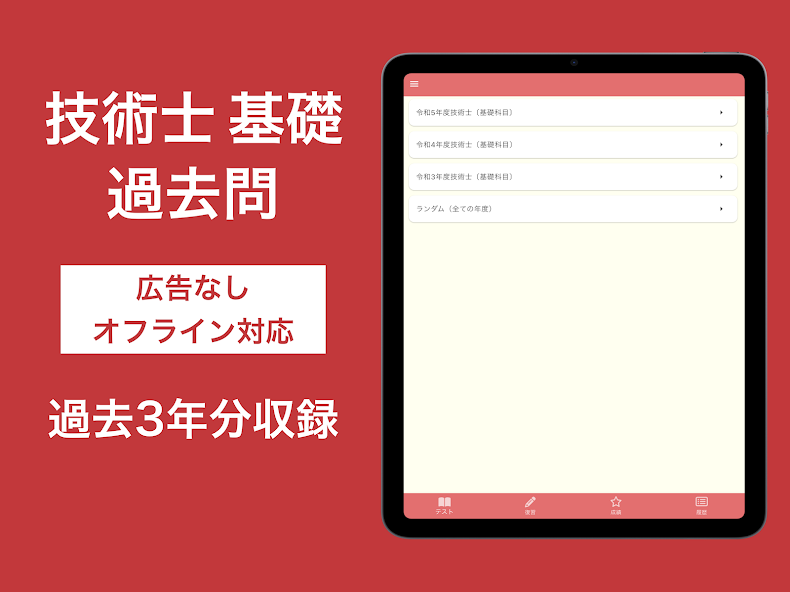 技術士 基礎
過去問
広告なし
オフライン対応
過去3年分収録
令和5年度技術士（基礎科目）
令和4年度技術士（基礎科目）
令和3年度技術士（基礎科目）
ランダム（全ての年度）
テスト
復習
成績
履歴